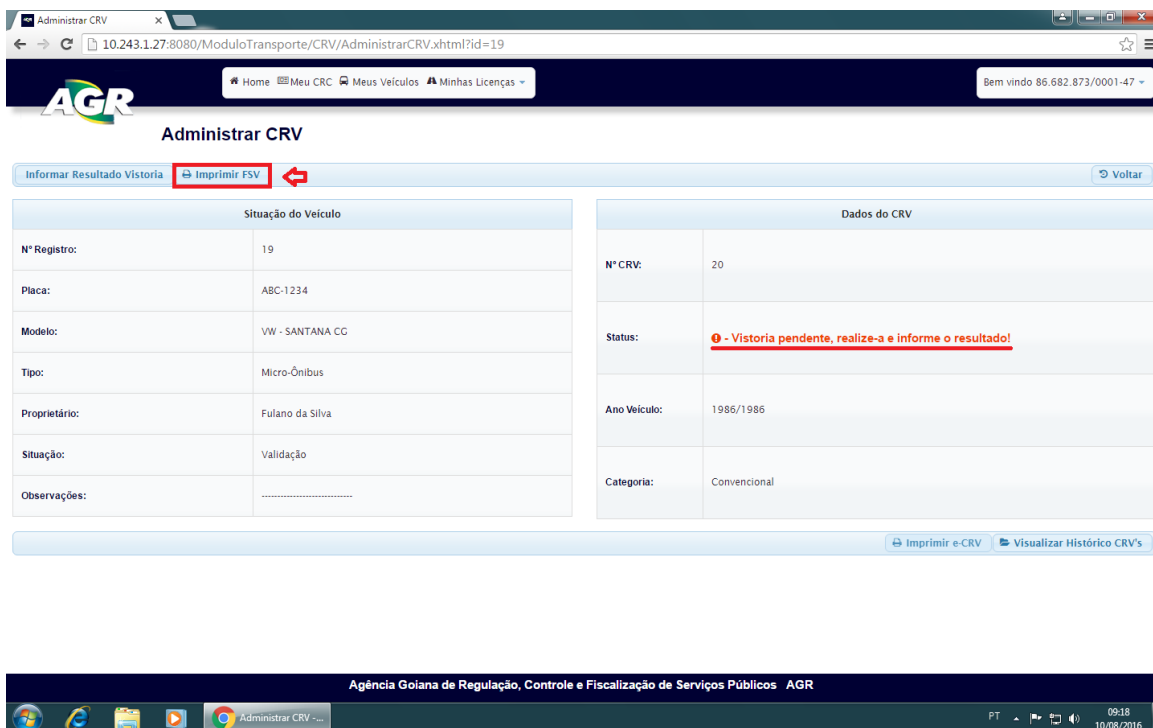 Administrar CRV
10.243.1.27:8080/ModuloTransporte/CRV/AdministrarCRV.xhtml?id=19
AGR
Home Meu CRC Meus Veículos Minhas Licenças
Bem vindo 86.682.873/0001-47
Administrar CRV
Informar Resultado Vistoria Imprimir FSV Voltar
Situação do Veículo
Nº Registro: 19
Placa: ABC-1234
Modelo: VW - SANTANA CG
Tipo: Micro-Ônibus
Proprietário: Fulano da Silva
Situação: Validação
Observações: -----------------------------
Dados do CRV
Nº CRV: 20
Status: - Vistoria pendente, realize-a e informe o resultado!
Ano Veículo: 1986/1986
Categoria: Convencional
Imprimir e-CRV Visualizar Histórico CRV's
Agência Goiana de Regulação, Controle e Fiscalização de Serviços Públicos AGR
Administrar CRV -...
PT
09:18
10/08/2016